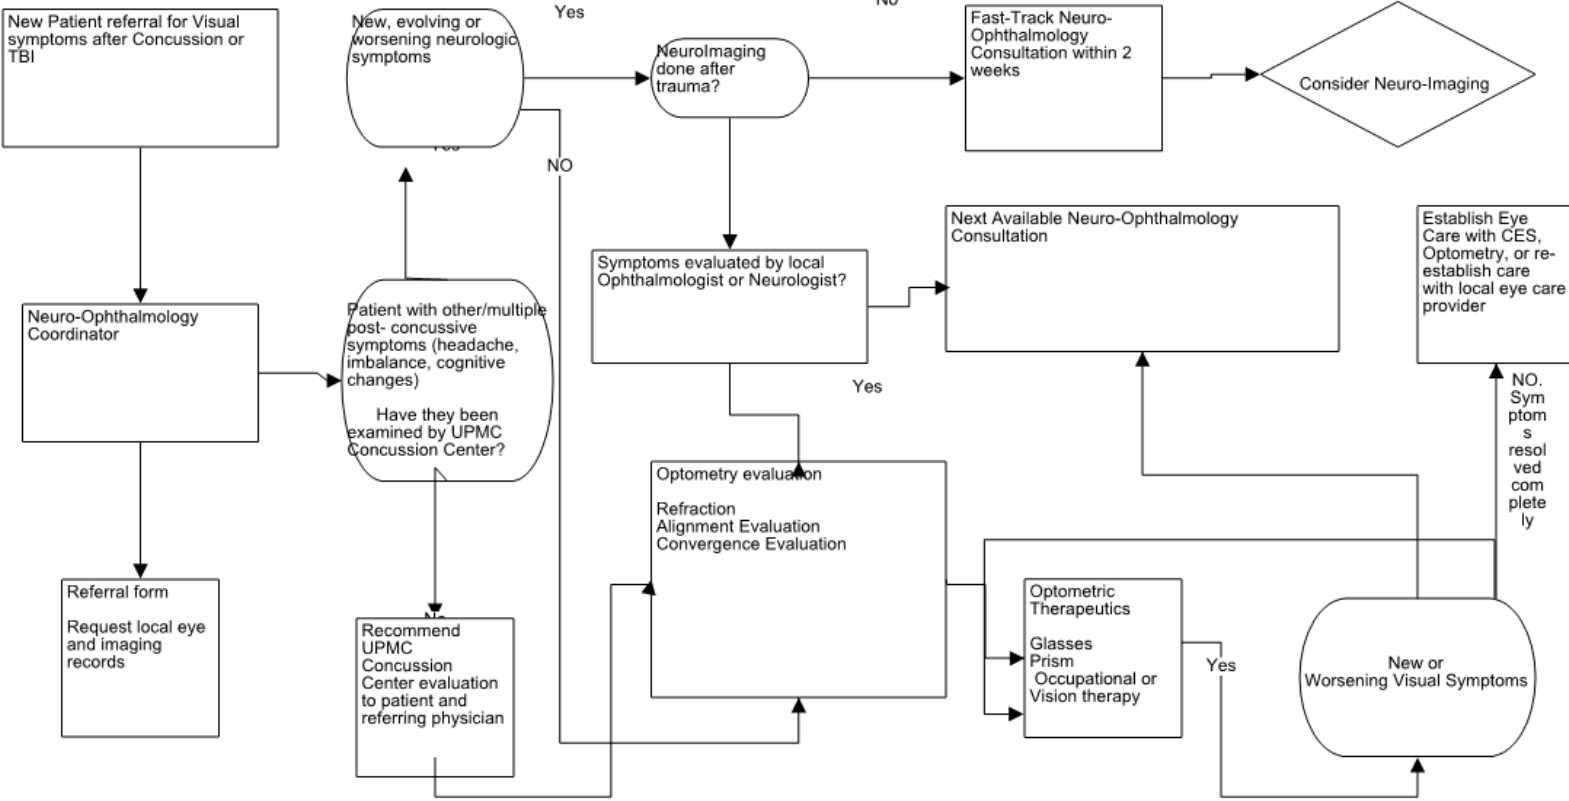 New Patient referral for Visual
symptoms after Concussion or
TBI
New, evolving or
worsening neurologic
symptoms
Yes
NeuroImaging
done after
trauma?
No
Fast-Track Neuro-
Ophthalmology
Consultation within 2
weeks
Consider Neuro-Imaging
Yes
NO
Symptoms evaluated by local
Ophthalmologist or Neurologist?
Next Available Neuro-Ophthalmology
Consultation
Establish Eye
Care with CES,
Optometry, or re-
establish care
with local eye care
provider
Neuro-Ophthalmology
Coordinator
Patient with other/multiple
post- concussive
symptoms (headache,
imbalance, cognitive
changes)
Have they been
examined by UPMC
Concussion Center?
Yes
NO.
Sym
ptom
s
resol
ved
com
plete
ly
Optometry evaluation
Refraction
Alignment Evaluation
Convergence Evaluation
Referral form
Request local eye
and imaging
records
No
Recommend
UPMC
Concussion
Center evaluation
to patient and
referring physician
Optometric
Therapeutics
Glasses
Prism
Occupational or
Vision therapy
Yes
New or
Worsening Visual Symptoms